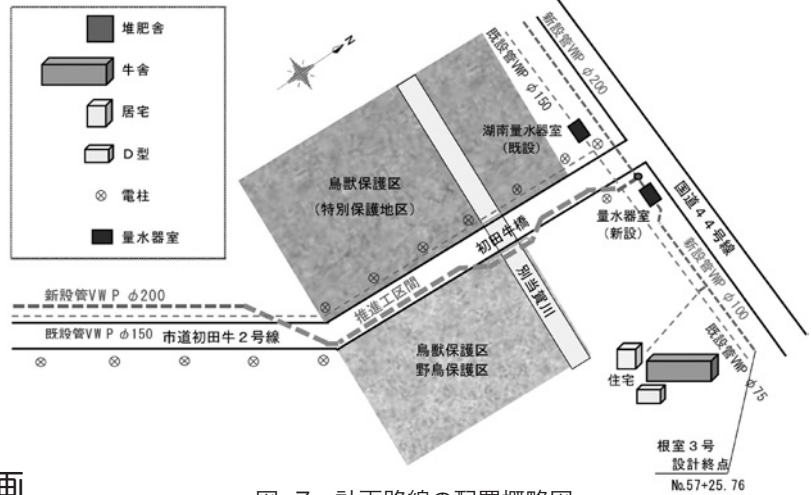 堆肥舎
牛舎
居宅
D型
電柱
量水器室
N
既設管VWP φ150
新設管VWP φ200
湖南量水器室
(既設)
鳥獣保護区
(特別保護地区)
初田牛橋
国道44号線
量水器室
(新設)
推進工区間
別当賀川
新設管VWP φ200
既設管VWP φ150
市道初田牛2号線
鳥獣保護区
野鳥保護区
新設管VWP φ100
既設管VWP φ75
住宅
根室3号
設計終点
№57+25.76
画